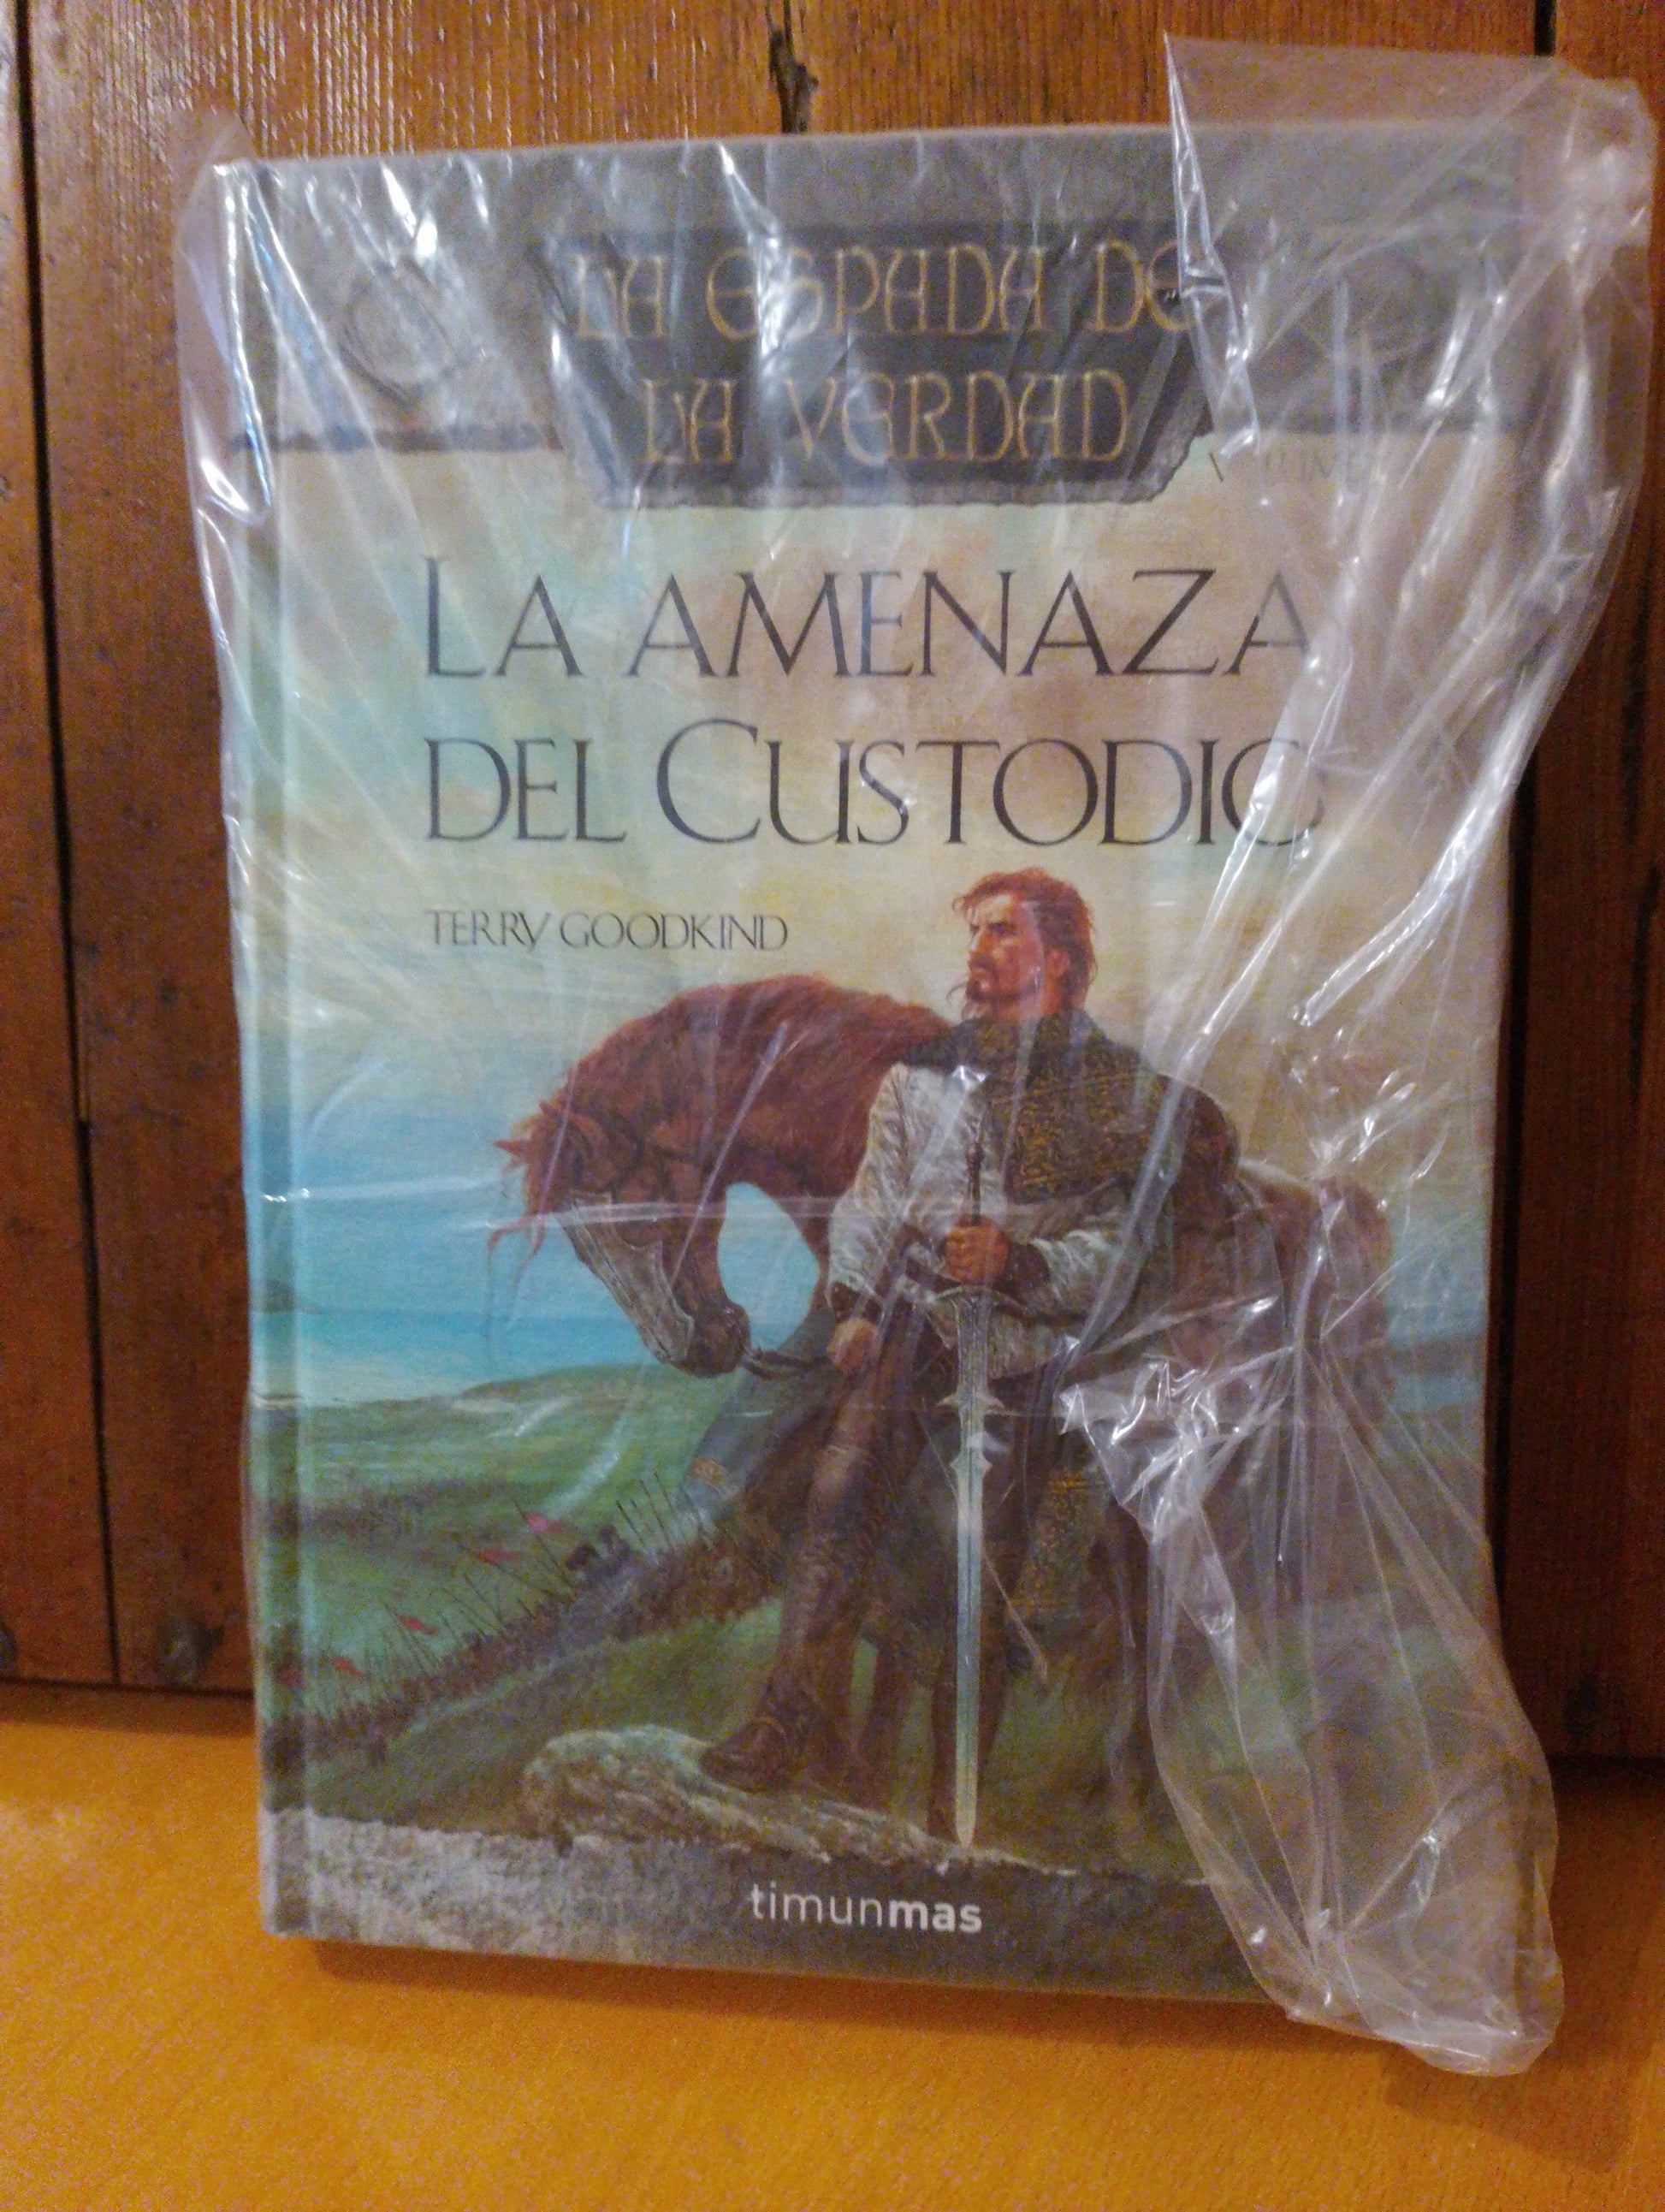 LA ESPADA DE
LA VERDAD
LA AMENAZA
DEL CUSTODIO
TERRY GOODKIND
timunmas